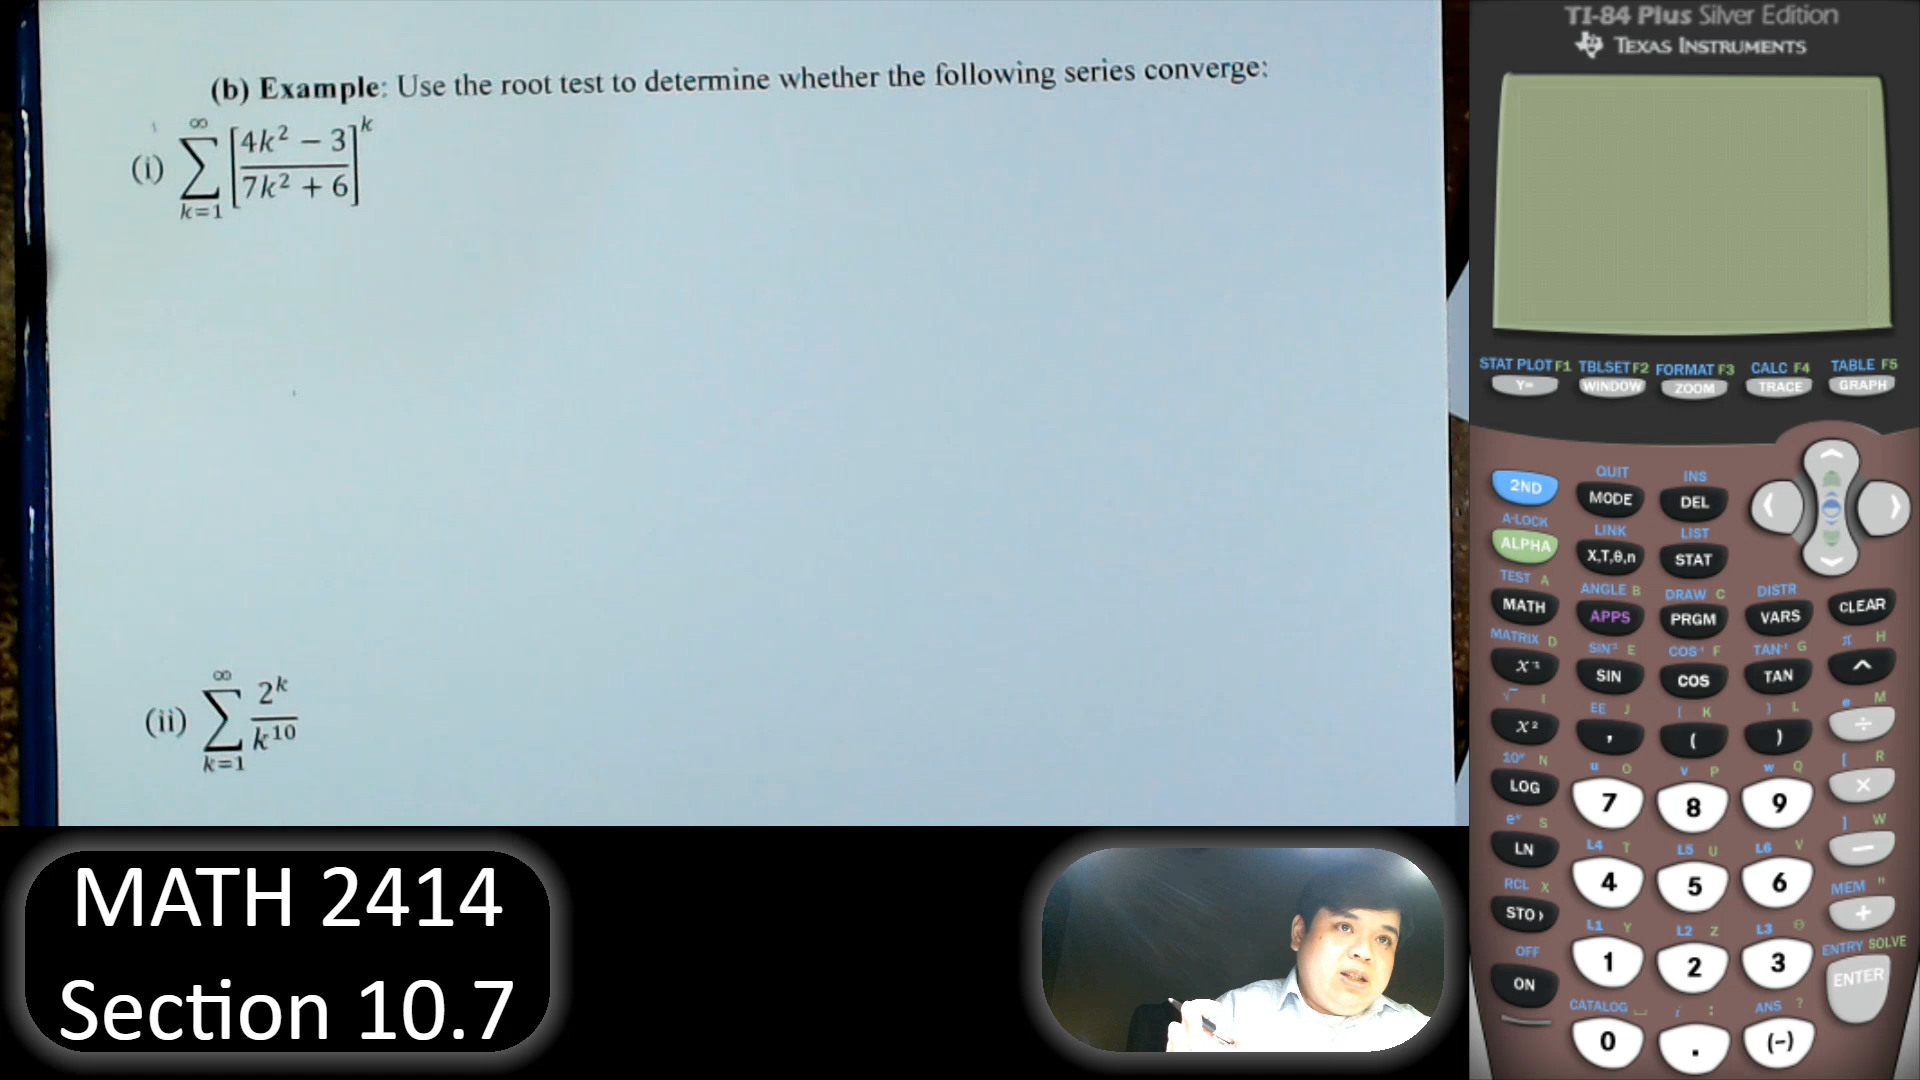 (b) Example: Use the root test to determine whether the following series converge:
(i) ∑_{k=1}^{∞} [(4k² − 3)/(7k² + 6)]^k
(ii) ∑_{k=1}^{∞} 2^k/k^{10}
MATH 2414
Section 10.7
TI-84 Plus Silver Edition
TEXAS INSTRUMENTS
STAT PLOT F1 TBLSET F2 FORMAT F3 CALC F4 TABLE F5
Y= WINDOW ZOOM TRACE GRAPH
QUIT INS
2ND MODE DEL
A-LOCK LINK LIST
ALPHA X,T,θ,n STAT
TEST A ANGLE B DRAW C DISTR
MATH APPS PRGM VARS CLEAR
MATRIX D SIN⁻¹ E COS⁻¹ F TAN⁻¹ G π H
x⁻¹ SIN COS TAN ^
√ I EE J { K } L e M
x² , ( ) ÷
10ˣ N u O v P w Q [ R
LOG 7 8 9 ×
eˣ S L4 T L5 U L6 V ] W
LN 4 5 6 −
RCL X L1 Y L2 Z L3 θ MEM "
STO› 1 2 3 +
OFF CATALOG ⎵ i : ANS ? ENTRY SOLVE
ON 0 . (-) ENTER